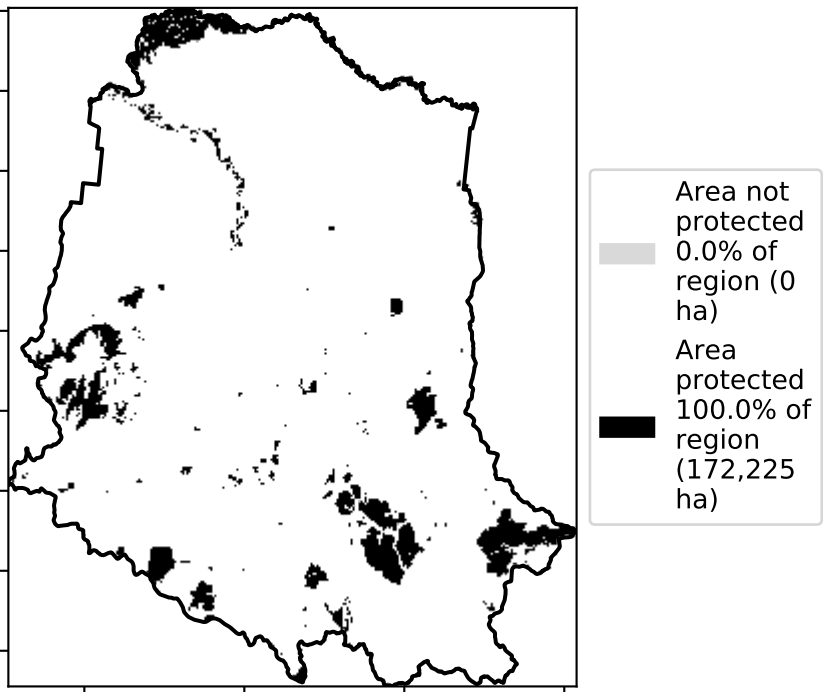 Area not
protected
0.0% of
region (0
ha)
Area
protected
100.0% of
region
(172,225
ha)